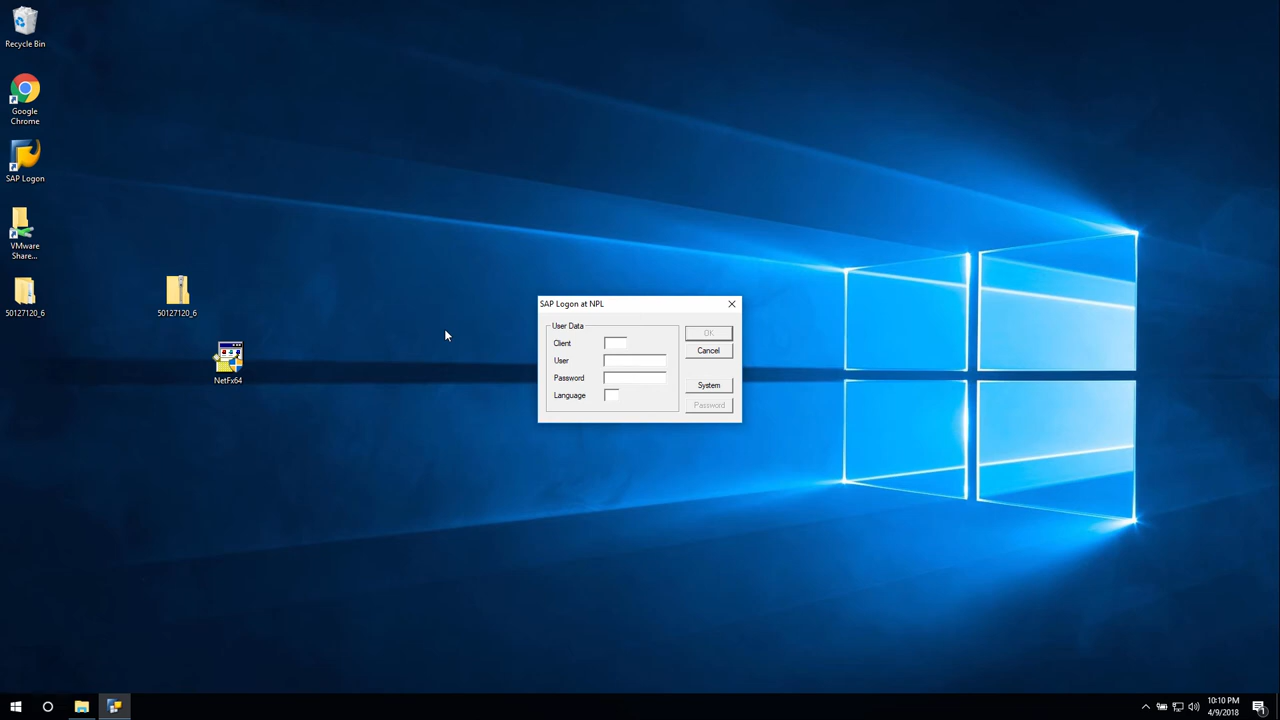 Recycle Bin
Google
Chrome
SAP Logon
VMware
Share...
50127120_6
50127120_6
NetFx64
SAP Logon at NPL
User Data
Client
User
Password
Language
OK
Cancel
System
Password
10:10 PM
4/9/2018
1